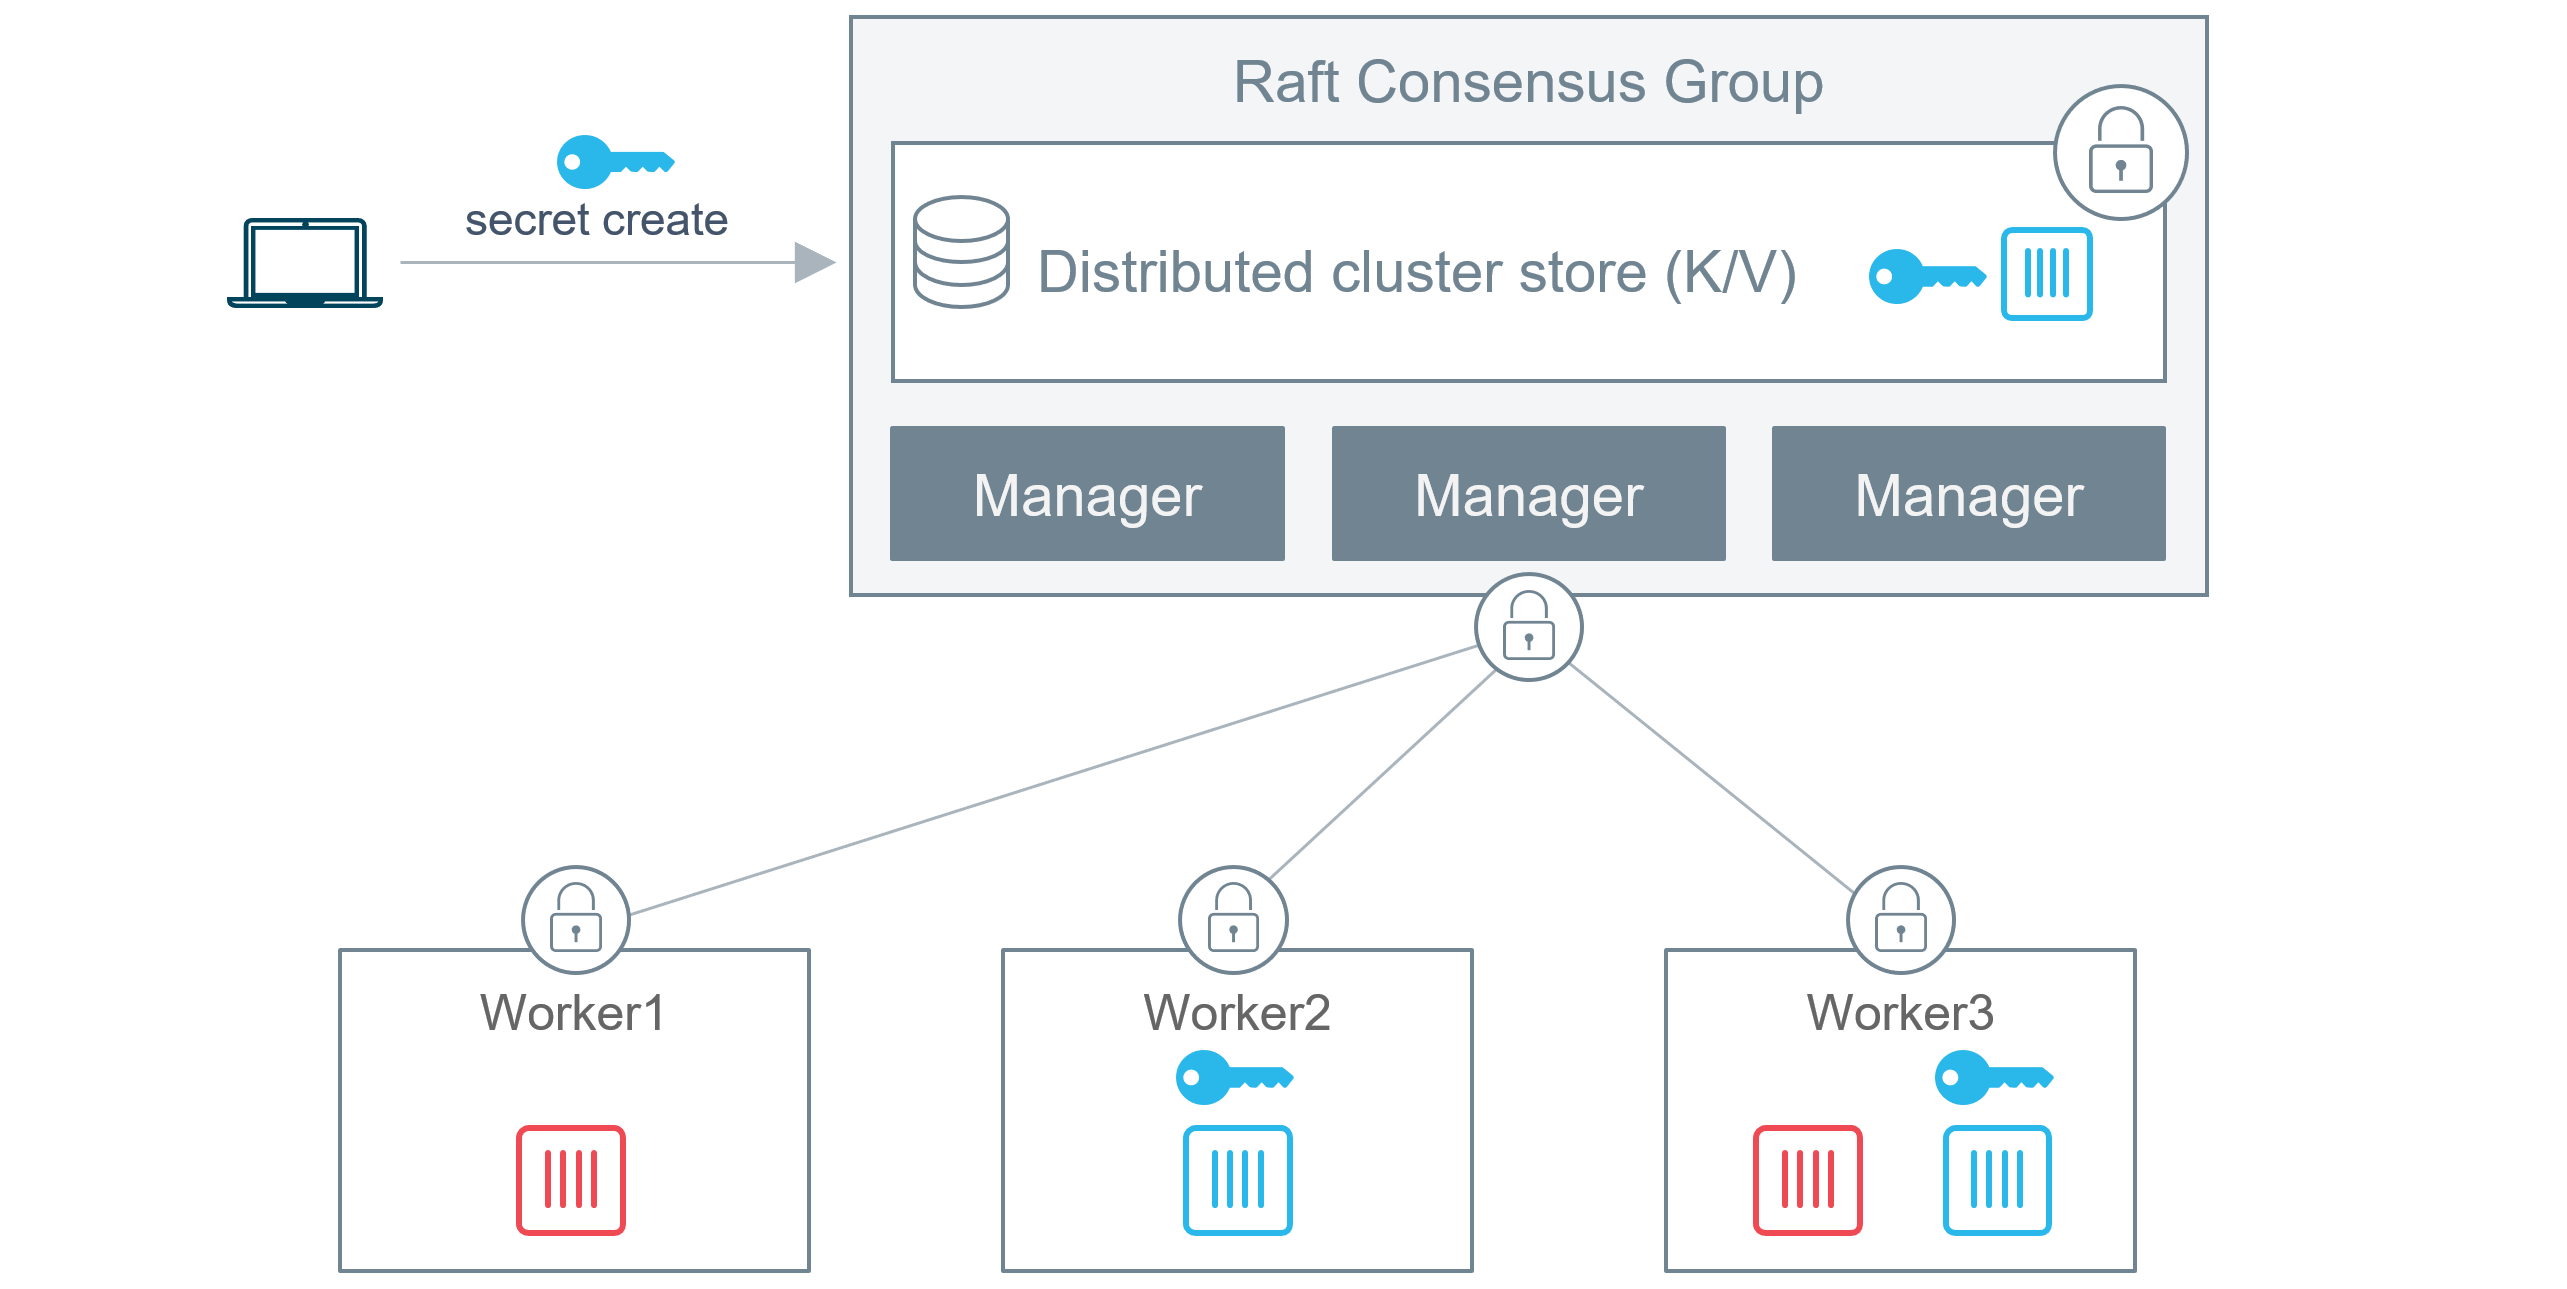 Raft Consensus Group
secret create
Distributed cluster store (K/V)
Manager
Manager
Manager
Worker1
Worker2
Worker3